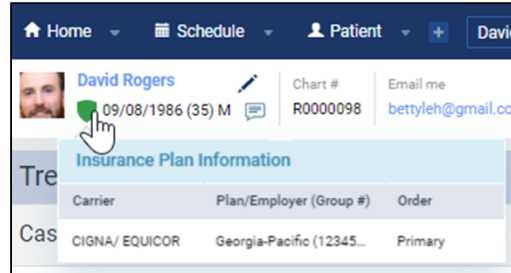 Home Schedule Patient + Davi
David Rogers Chart # Email me
09/08/1986 (35) M R0000098 bettyleh@gmail.co
Insurance Plan Information
Tre
Carrier Plan/Employer (Group #) Order
Cas CIGNA/ EQUICOR Georgia-Pacific (12345... Primary